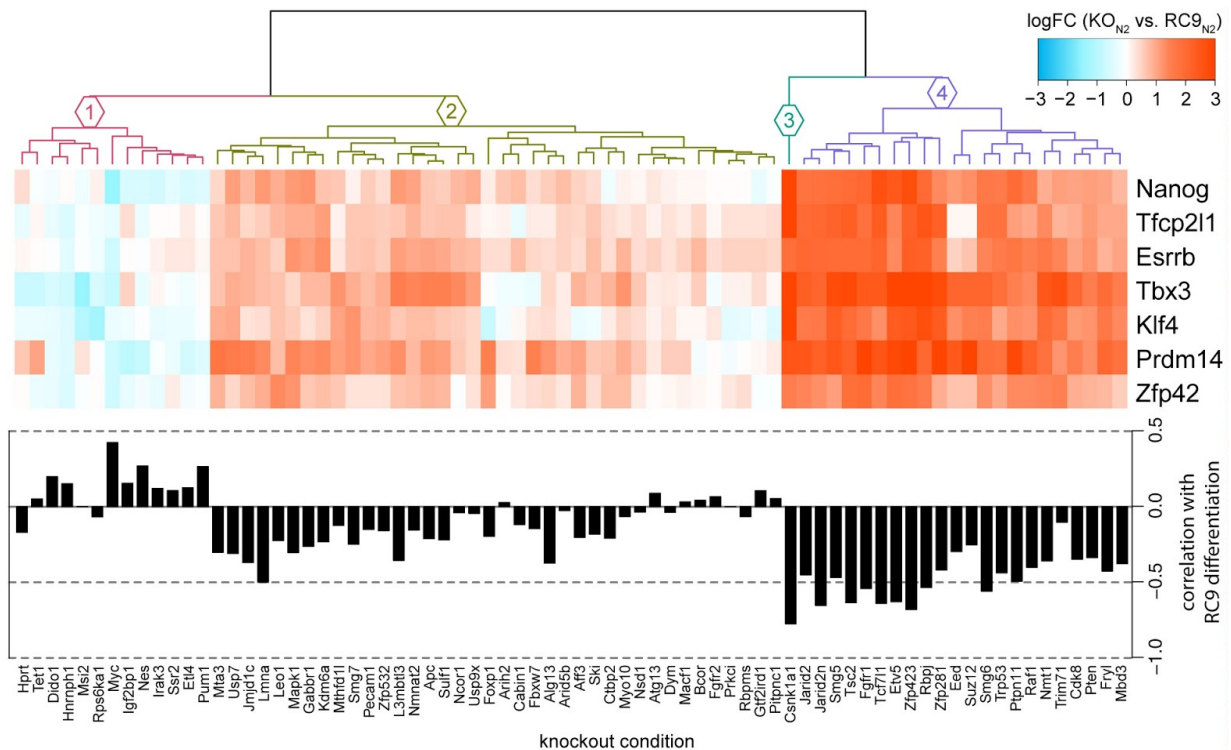 logFC (KO_N2 vs. RC9_N2)
−3 −2 −1 0 1 2 3
1
2
3
4
Nanog
Tfcp2l1
Esrrb
Tbx3
Klf4
Prdm14
Zfp42
0.5
0.0
−0.5
−1.0
correlation with
RC9 differentiation
Hprt
Tet1
Dido1
Hnrnph1
Msi2
Rps6ka1
Myc
Igf2bp1
Nes
Irak3
Ssr2
Etl4
Pum1
Mta3
Usp7
Jmjd1c
Lmna
Leo1
Mapk1
Gabbr1
Kdm6a
Mthfd1l
Smg7
Pecam1
Zfp532
L3mbtl3
Nmnat2
Apc
Sulf1
Ncor1
Usp9x
Foxp1
Arih2
Cabin1
Fbxw7
Alg13
Arid5b
Aff3
Ski
Ctbp2
Myo10
Nsd1
Atg13
Dym
Macf1
Bcor
Fgfr2
Prkci
Rbpms
Gtf2ird1
Pitpnc1
Csnk1a1
Jarid2
Jarid2n
Smg5
Tsc2
Fgfr1
Tcf7l1
Etv5
Zfp423
Rbpj
Zfp281
Eed
Suz12
Smg6
Trp53
Ptpn11
Raf1
Nmt1
Trim71
Cdk8
Pten
Fryl
Mbd3
knockout condition